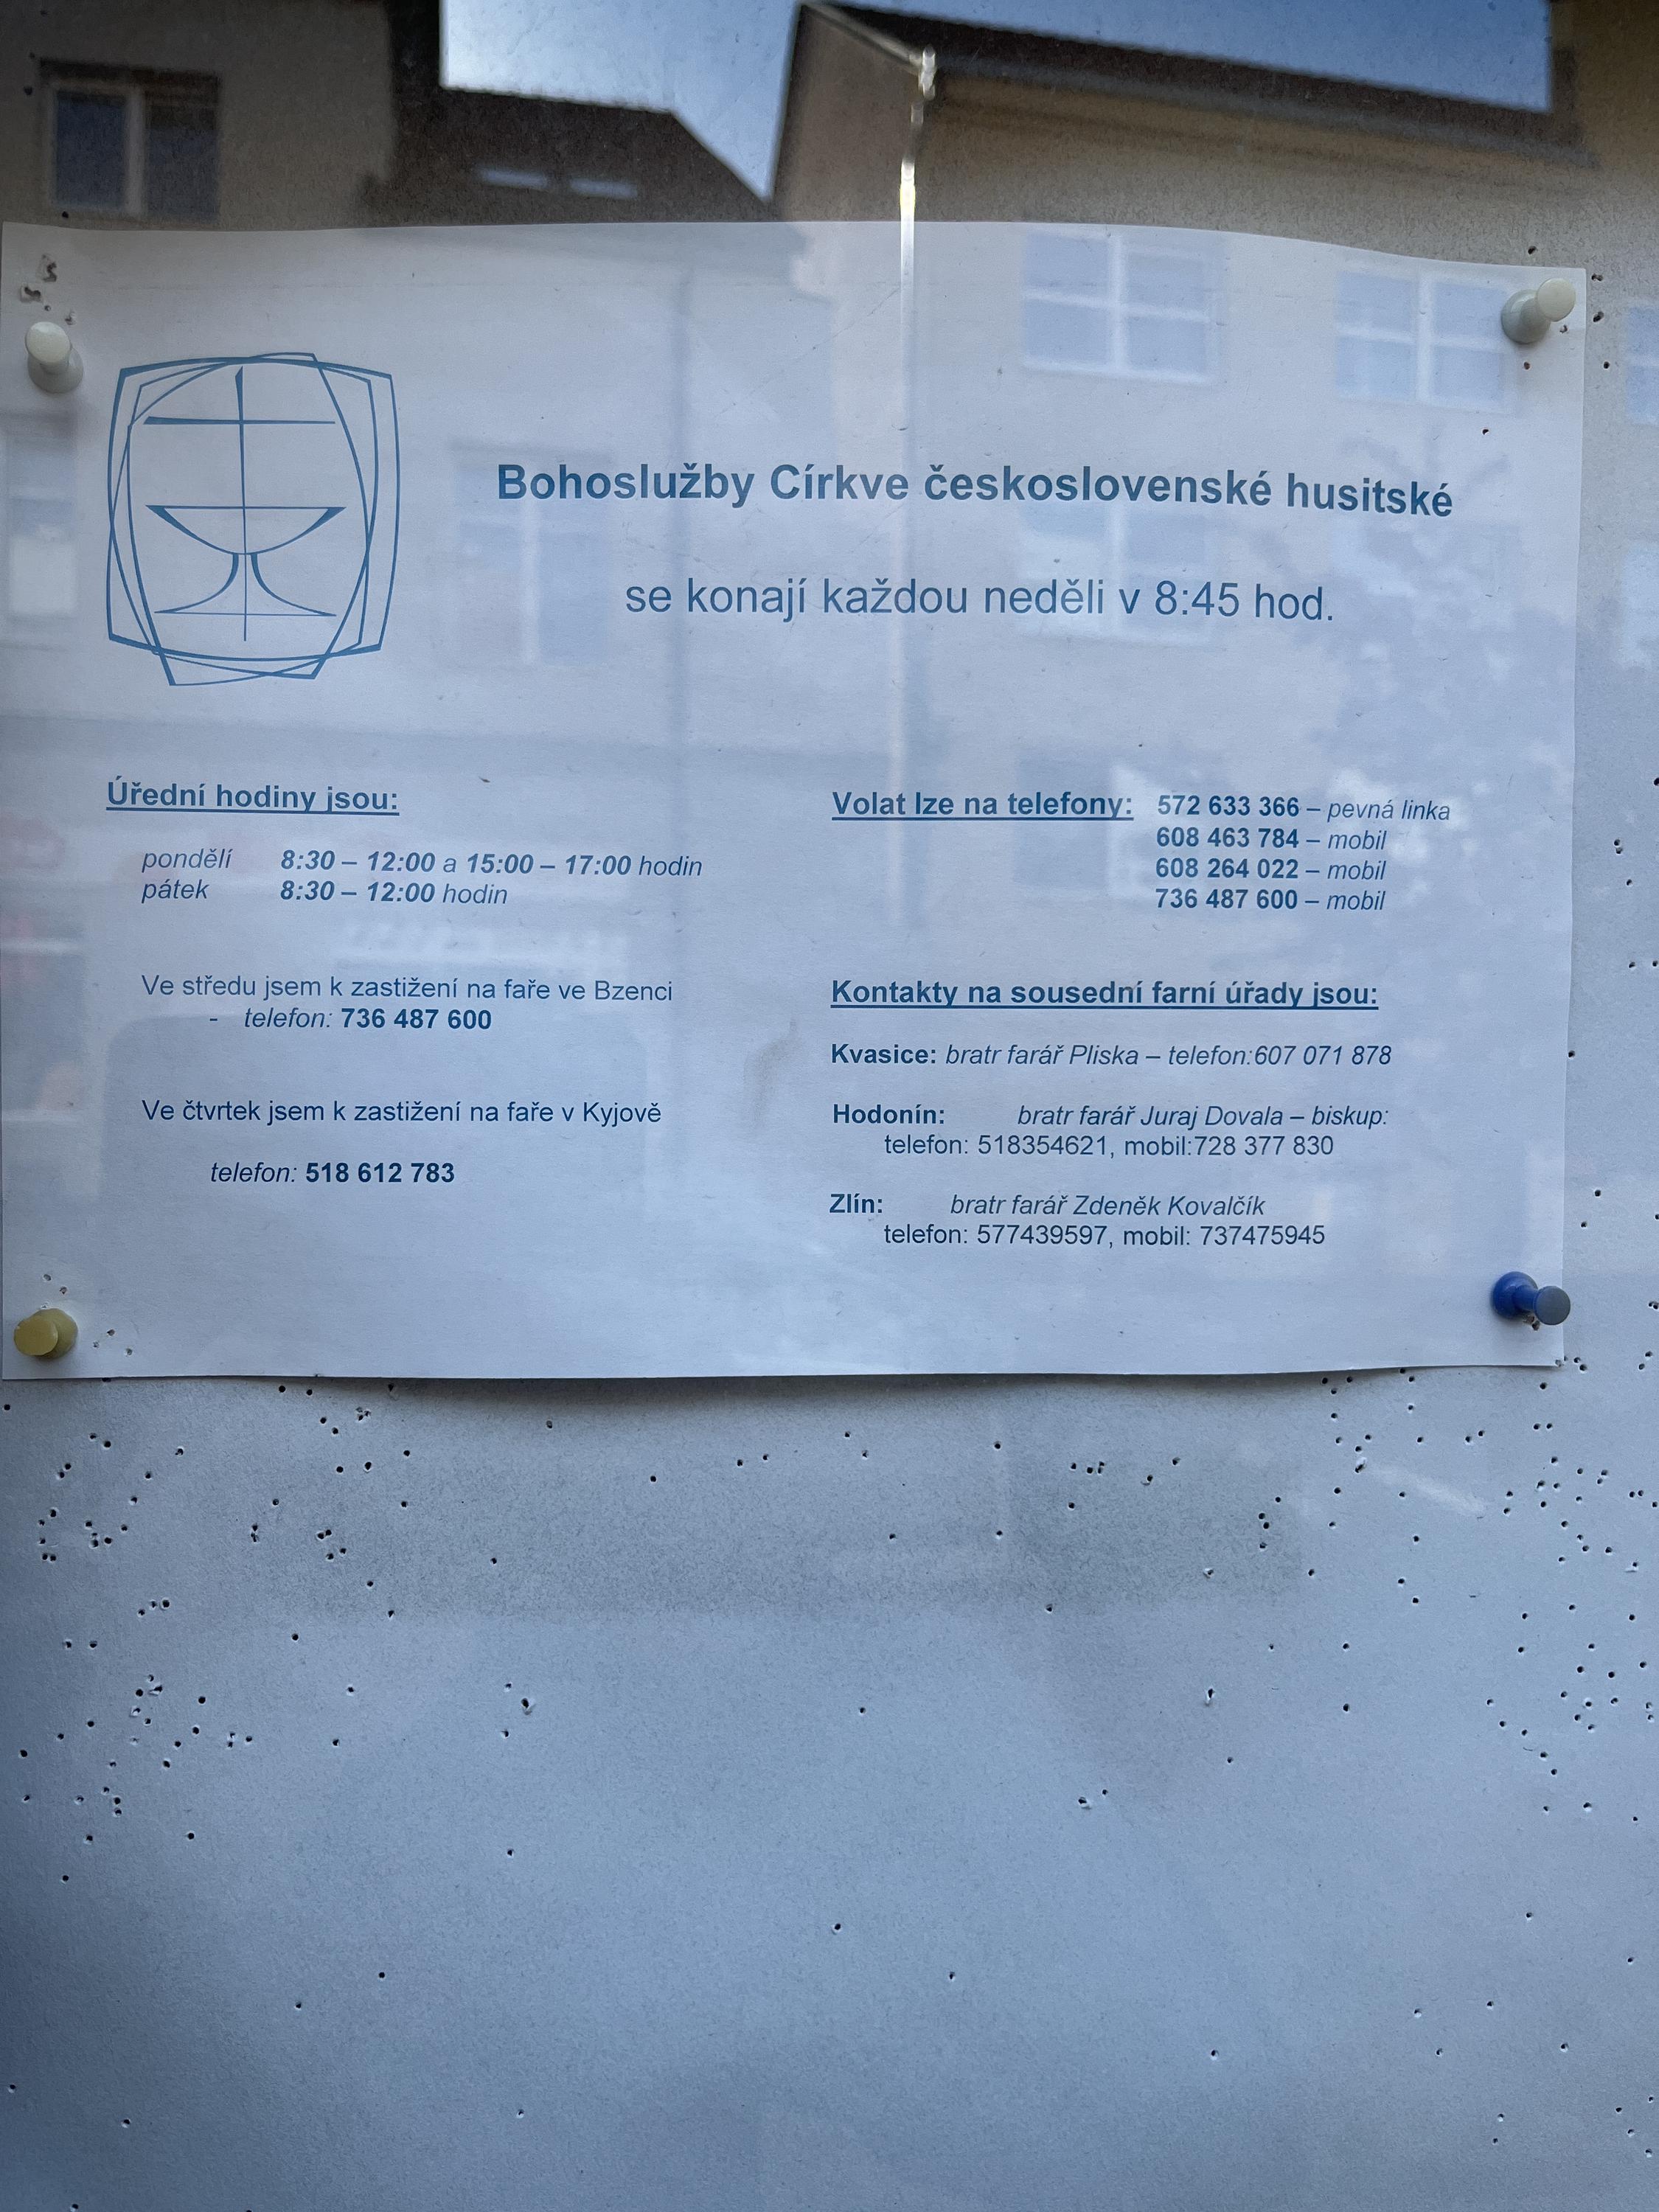 Bohoslužby Církve československé husitské
se konají každou neděli v 8:45 hod.
Úřední hodiny jsou:
pondělí 8:30 – 12:00 a 15:00 – 17:00 hodin
pátek 8:30 – 12:00 hodin
Ve středu jsem k zastižení na faře ve Bzenci
- telefon: 736 487 600
Ve čtvrtek jsem k zastižení na faře v Kyjově
telefon: 518 612 783
Volat lze na telefony: 572 633 366 – pevná linka
608 463 784 – mobil
608 264 022 – mobil
736 487 600 – mobil
Kontakty na sousední farní úřady jsou:
Kvasice: bratr farář Pliska – telefon:607 071 878
Hodonín: bratr farář Juraj Dovala – biskup:
telefon: 518354621, mobil:728 377 830
Zlín: bratr farář Zdeněk Kovalčík
telefon: 577439597, mobil: 737475945